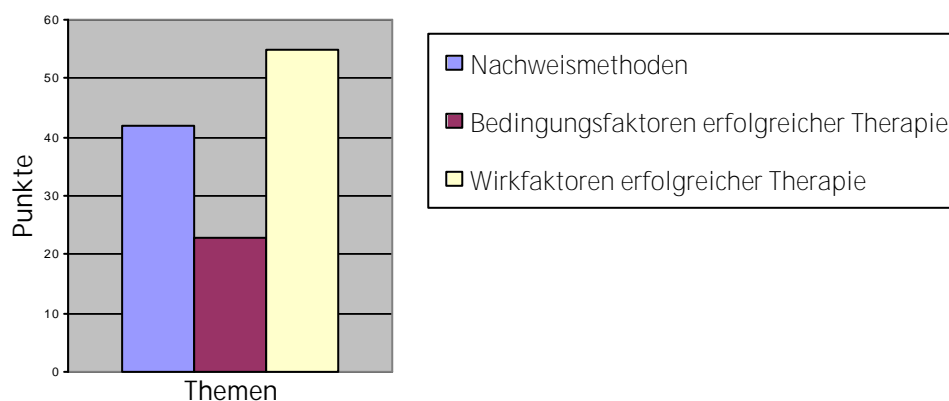 60
50
40
30
20
10
0
Punkte
Themen
Nachweismethoden
Bedingungsfaktoren erfolgreicher Therapie
Wirkfaktoren erfolgreicher Therapie